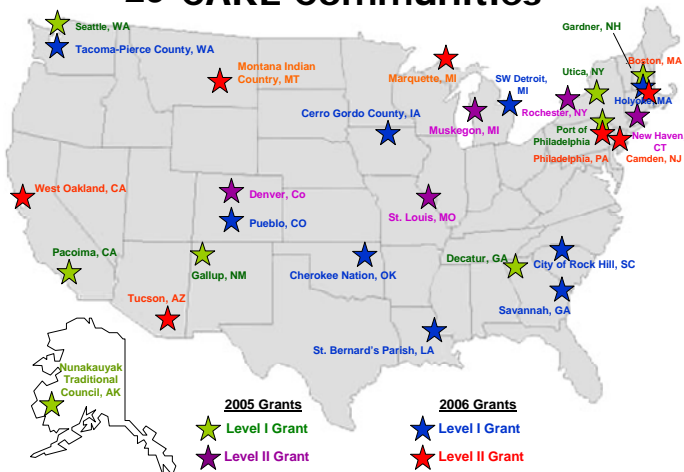 CARE Communities
Seattle, WA
Tacoma-Pierce County, WA
Montana Indian
Country, MT
Marquette, MI
SW Detroit,
MI
Gardner, NH
Boston, MA
Utica, NY
Holyoke, MA
Rochester, NY
Cerro Gordo County, IA
Muskegon, MI
Port of
Philadelphia
New Haven
CT
Philadelphia, PA
Camden, NJ
West Oakland, CA
Denver, Co
Pueblo, CO
St. Louis, MO
Pacoima, CA
Gallup, NM
Cherokee Nation, OK
Decatur, GA
City of Rock Hill, SC
Tucson, AZ
Savannah, GA
St. Bernard's Parish, LA
Nunakauyak
Traditional
Council, AK
2005 Grants
Level I Grant
Level II Grant
2006 Grants
Level I Grant
Level II Grant